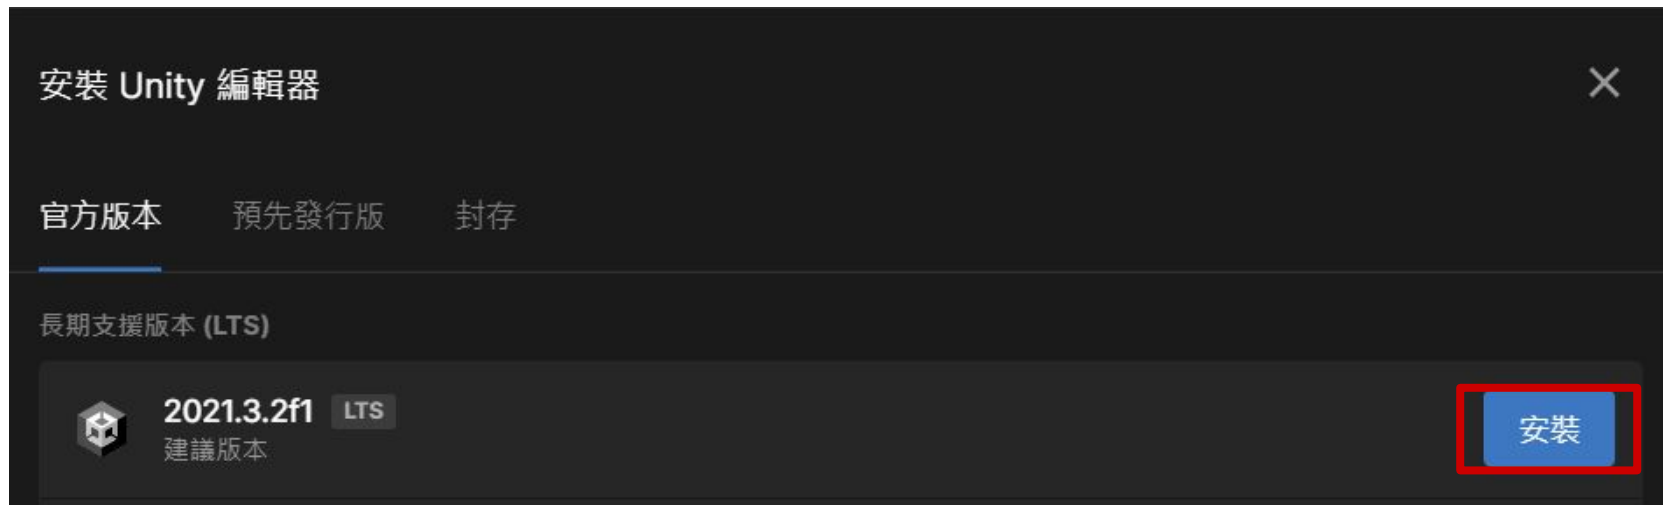 安裝 Unity 編輯器
官方版本 預先發行版 封存
長期支援版本 (LTS)
2021.3.2f1 LTS
建議版本
安裝